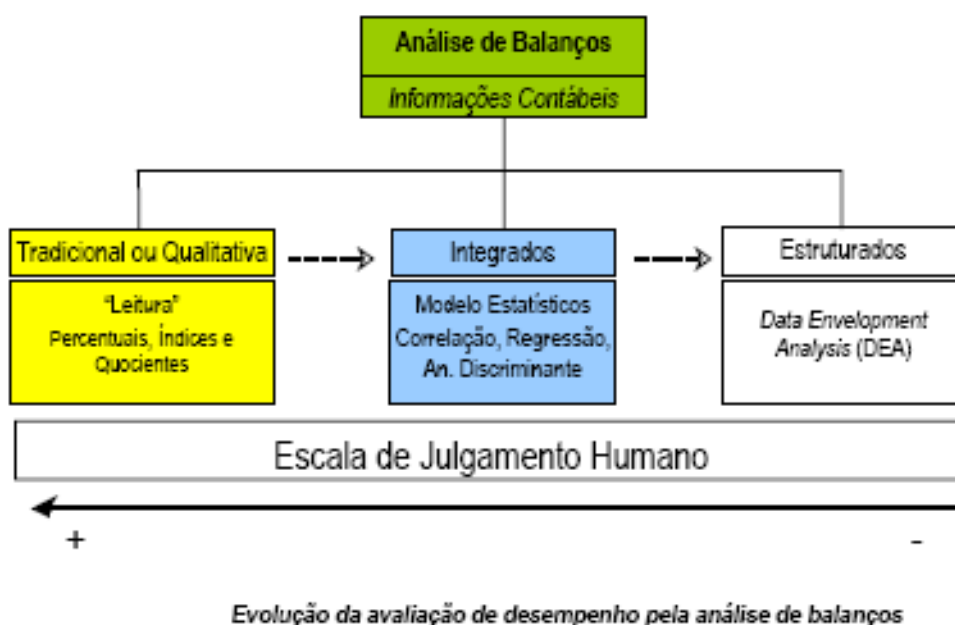 Análise de Balanços
Informações Contábeis
Tradicional ou Qualitativa
Integrados
Estruturados
"Leitura"
Percentuais, Índices e
Quocientes
Modelo Estatísticos
Correlação, Regressão,
An. Discriminante
Data Envelopment
Analysis (DEA)
Escala de Julgamento Humano
+
-
Evolução da avaliação de desempenho pela análise de balanços